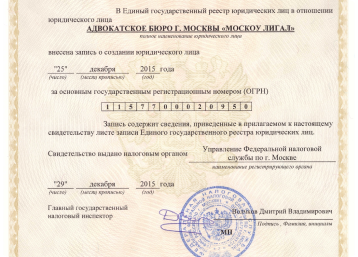 В Единый государственный реестр юридических лиц в отношении
юридического лица
АДВОКАТСКОЕ БЮРО Г. МОСКВЫ «МОСКОУ ЛИГАЛ»
полное наименование юридического лица
внесена запись о создании юридического лица
"25" декабря 2015 года
(число) (месяц прописью) (год)
за основным государственным регистрационным номером (ОГРН)
1 1 5 7 7 0 0 0 2 0 9 5 0
Запись содержит сведения, приведенные в прилагаемом к настоящему
свидетельству листе записи Единого государственного реестра юридических лиц.
Свидетельство выдано налоговым органом Управление Федеральной налоговой
службы по г. Москве
наименование регистрирующего органа
"29" декабря 2015 года
(число) (месяц прописью) (год)
Главный государственный
налоговый инспектор Дмитрий Владимирович
Подпись, Фамилия, инициалы
МП